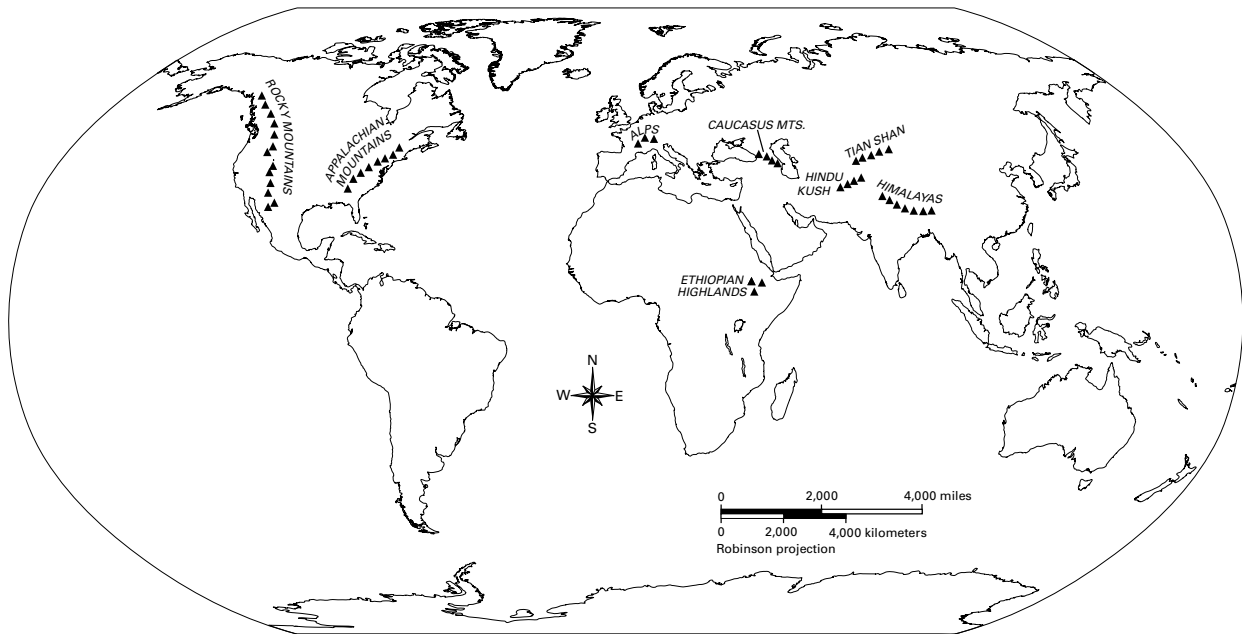 ROCKY MOUNTAINS
APPALACHIAN
MOUNTAINS
ALPS
CAUCASUS MTS.
TIAN SHAN
HINDU
KUSH
HIMALAYAS
ETHIOPIAN
HIGHLANDS
N
W E
S
0 2,000 4,000 miles
0 2,000 4,000 kilometers
Robinson projection